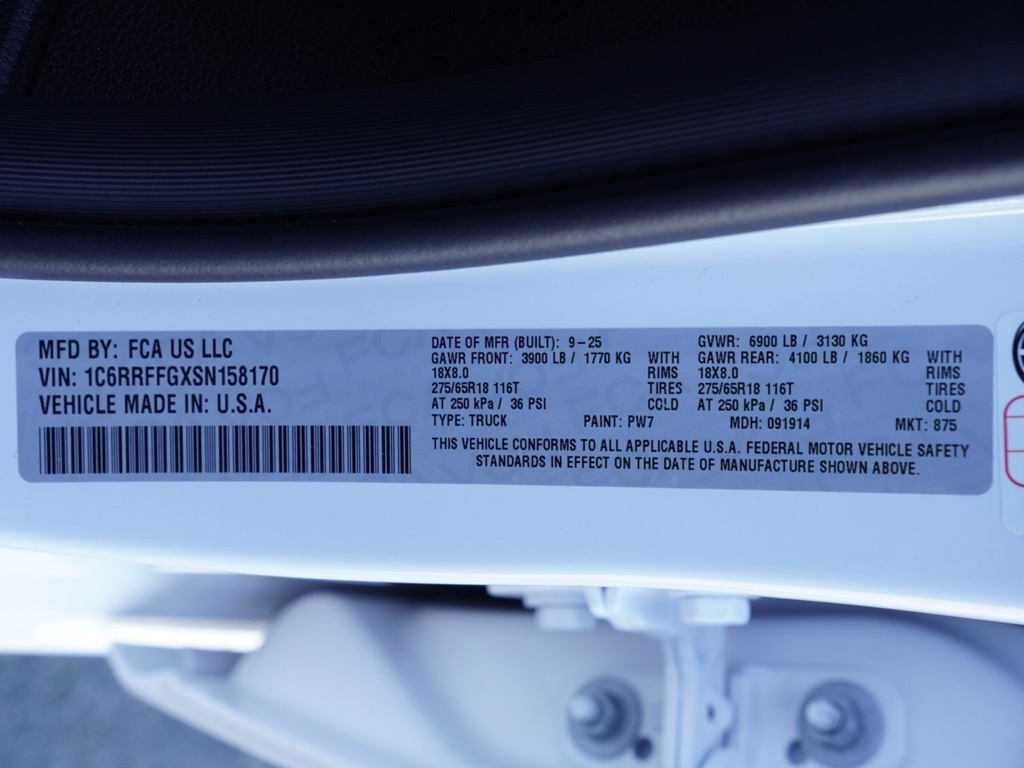 MFD BY: FCA US LLC
VIN: 1C6RRFFGXSN158170
VEHICLE MADE IN: U.S.A.
DATE OF MFR (BUILT): 9-25 GVWR: 6900 LB / 3130 KG
GAWR FRONT: 3900 LB / 1770 KG WITH GAWR REAR: 4100 LB / 1860 KG WITH
18X8.0 RIMS 18X8.0 RIMS
275/65R18 116T TIRES 275/65R18 116T TIRES
AT 250 kPa / 36 PSI COLD AT 250 kPa / 36 PSI COLD
TYPE: TRUCK PAINT: PW7 MDH: 091914 MKT: 875
THIS VEHICLE CONFORMS TO ALL APPLICABLE U.S.A. FEDERAL MOTOR VEHICLE SAFETY
STANDARDS IN EFFECT ON THE DATE OF MANUFACTURE SHOWN ABOVE.